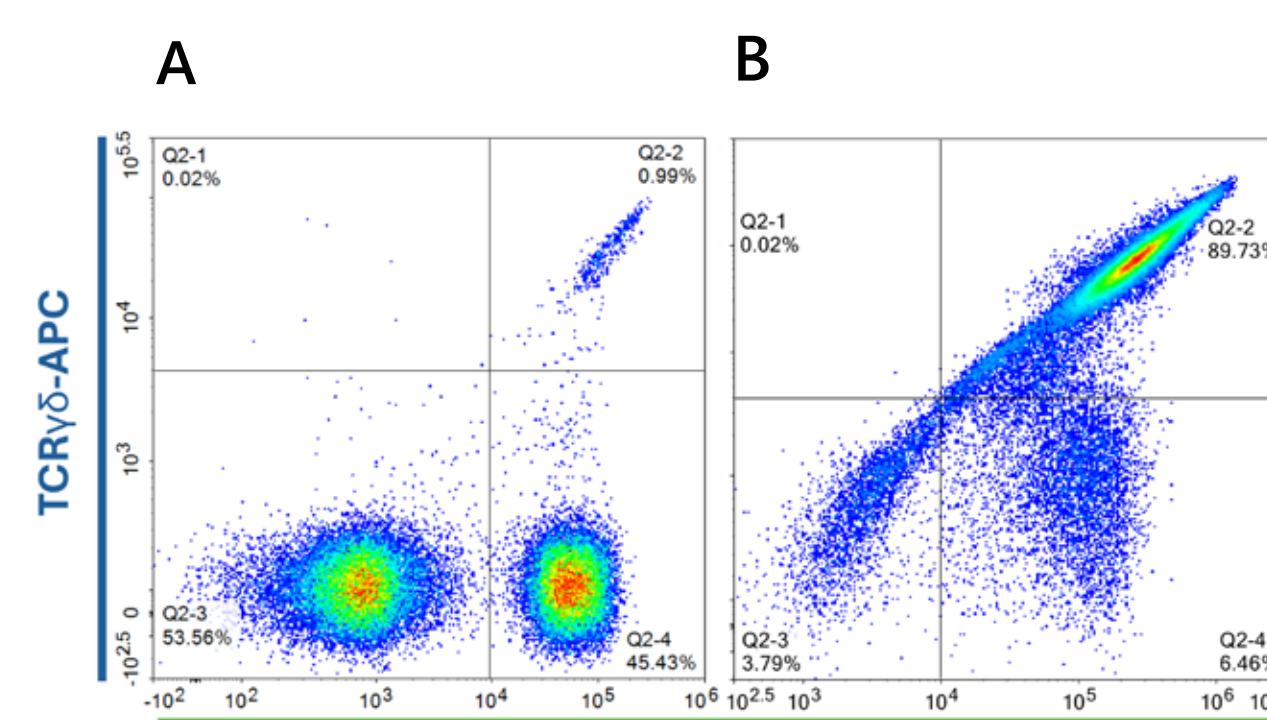 A
B
TCRγδ-APC
10^5.5
10^4
10^3
0
-10^2.5
Q2-1
0.02%
Q2-2
0.99%
Q2-3
53.56%
Q2-4
45.43%
-10^2
10^2
10^3
10^4
10^5
10^6
Q2-1
0.02%
Q2-2
89.73%
Q2-3
3.79%
Q2-4
6.46%
10^2.5
10^3
10^4
10^5
10^6
10